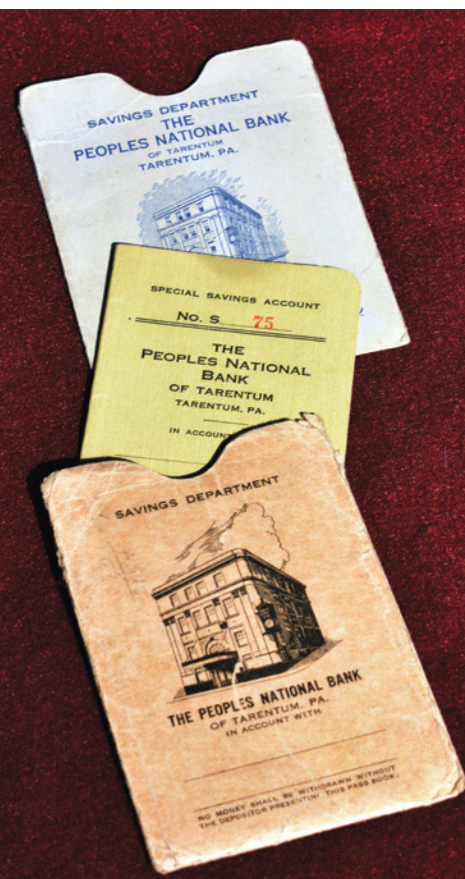 SAVINGS DEPARTMENT
THE
PEOPLES NATIONAL BANK
OF TARENTUM
TARENTUM, PA.
SPECIAL SAVINGS ACCOUNT
No. S 75
THE
PEOPLES NATIONAL
BANK
OF TARENTUM
TARENTUM, PA.
IN ACCOUNT
SAVINGS DEPARTMENT
THE PEOPLES NATIONAL BANK
OF TARENTUM, PA.
IN ACCOUNT WITH
NO MONEY SHALL BE WITHDRAWN WITHOUT
THE DEPOSITOR PRESENTING THIS PASS BOOK.